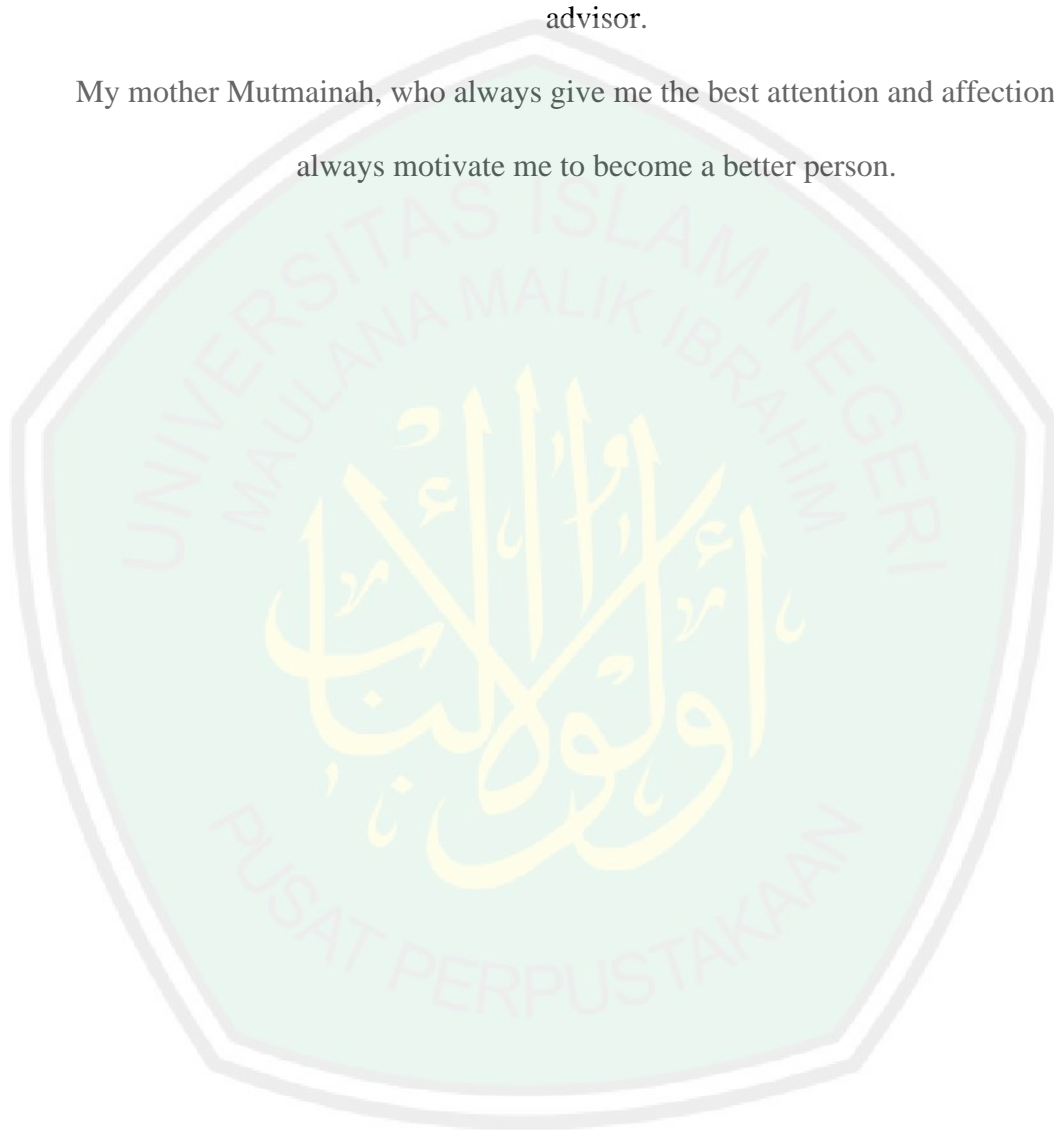 advisor.
My mother Mutmainah, who always give me the best attention and affection
always motivate me to become a better person.
UNIVERSITAS ISLAM NEGERI
MAULANA MALIK IBRAHIM
أولوا الألباب
PUSAT PERPUSTAKAAN